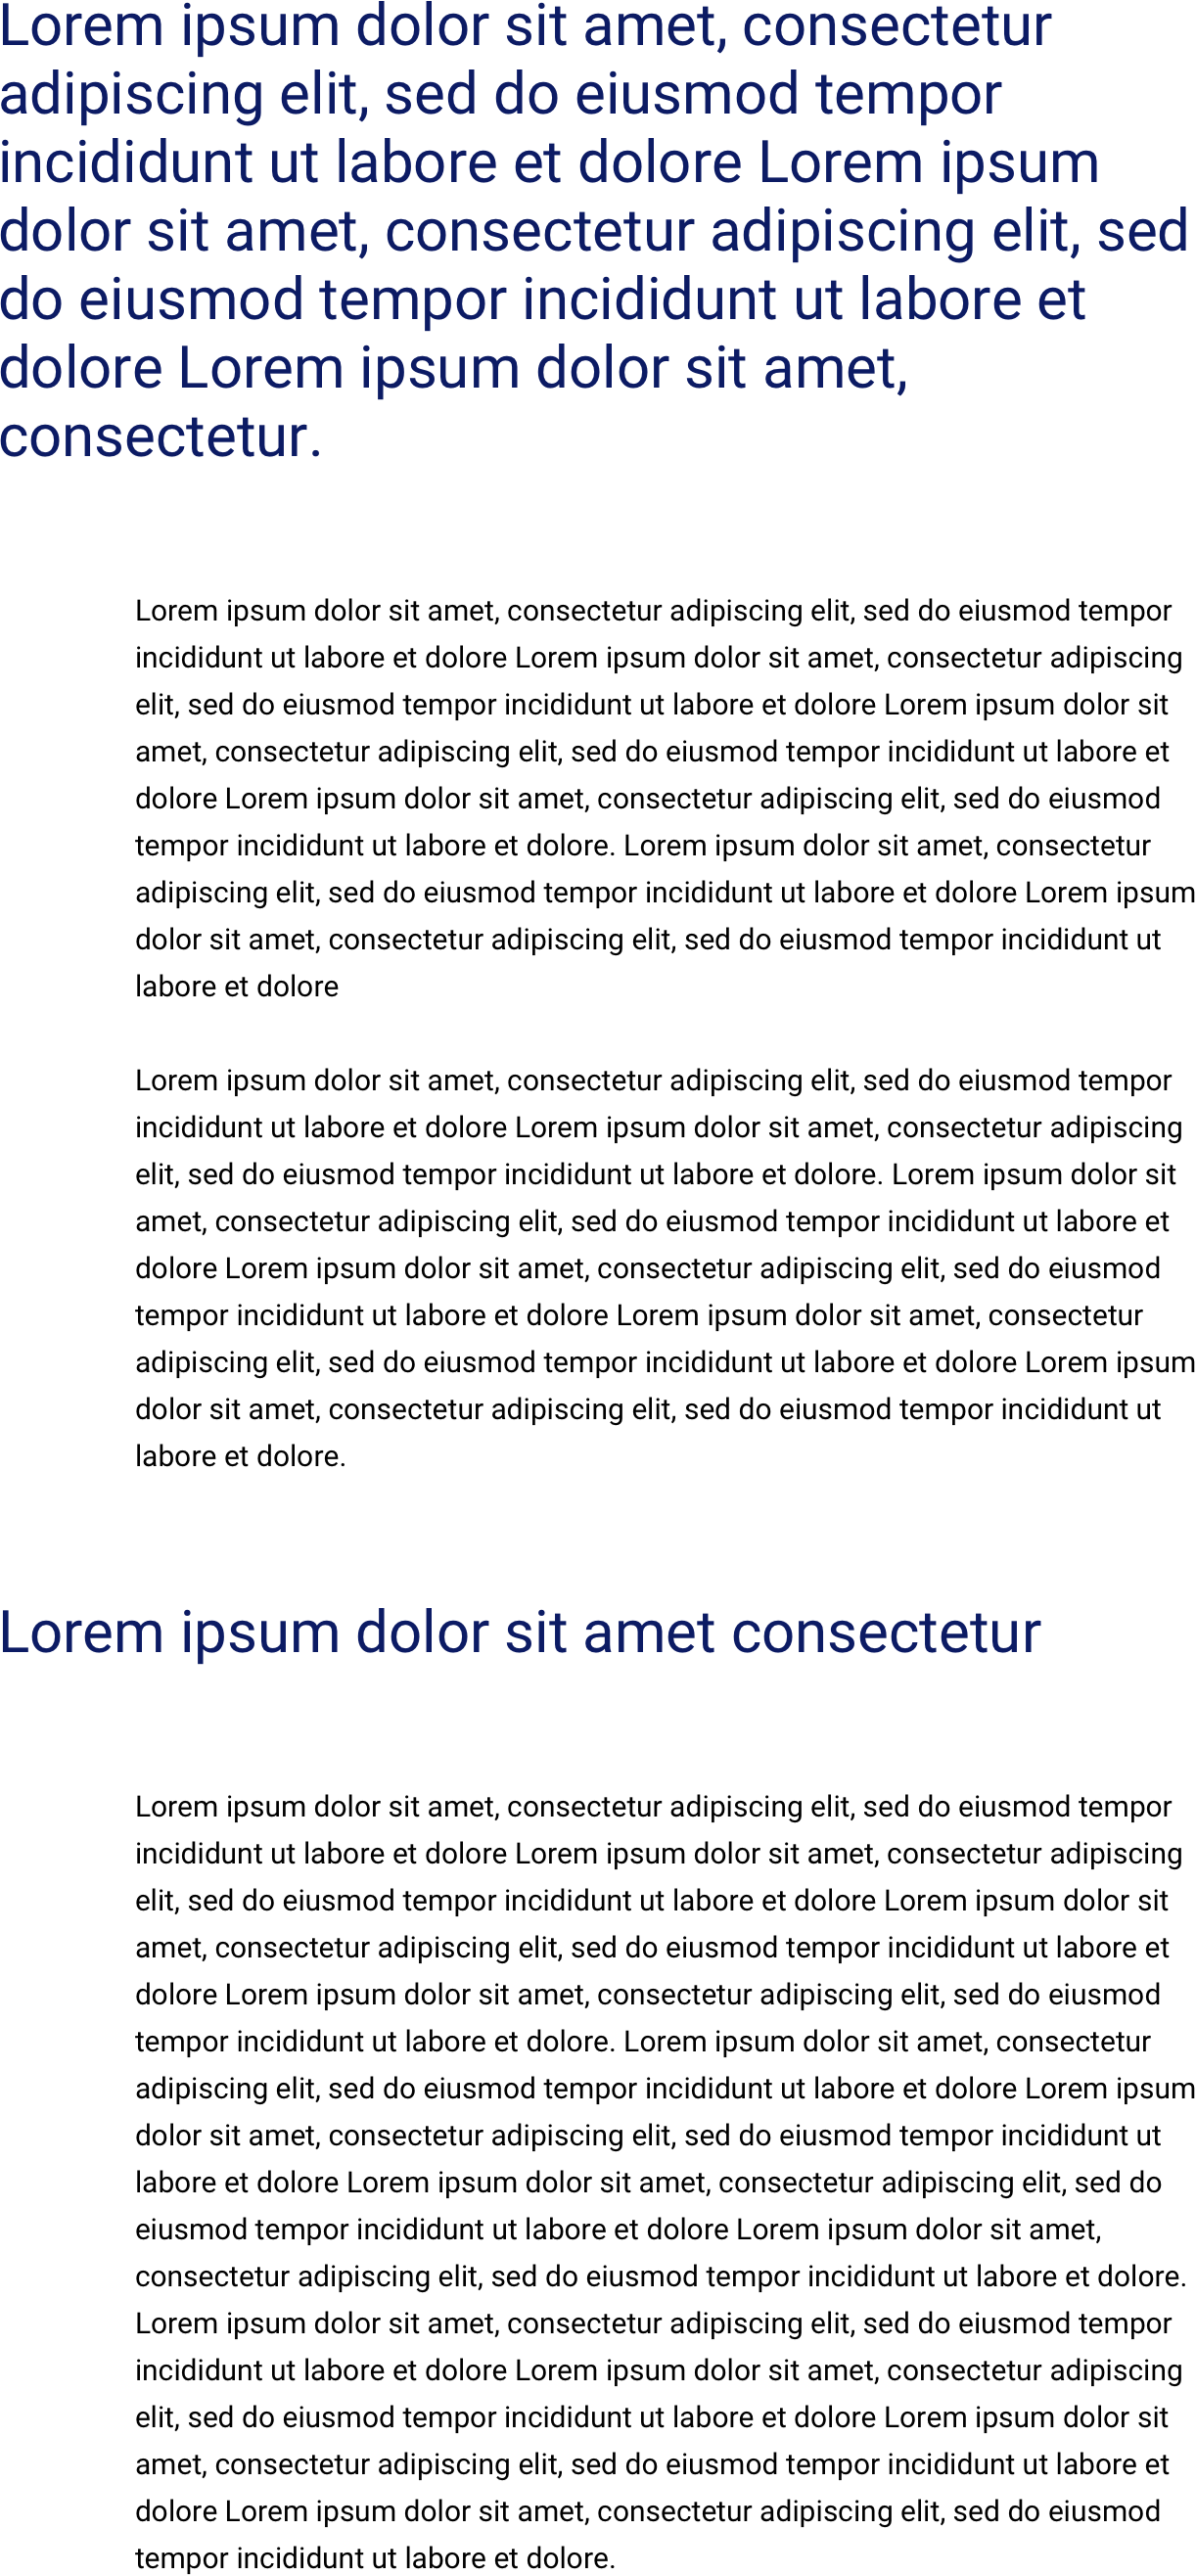 Lorem ipsum dolor sit amet, consectetur
adipiscing elit, sed do eiusmod tempor
incididunt ut labore et dolore Lorem ipsum
dolor sit amet, consectetur adipiscing elit, sed
do eiusmod tempor incididunt ut labore et
dolore Lorem ipsum dolor sit amet,
consectetur.
Lorem ipsum dolor sit amet, consectetur adipiscing elit, sed do eiusmod tempor
incididunt ut labore et dolore Lorem ipsum dolor sit amet, consectetur adipiscing
elit, sed do eiusmod tempor incididunt ut labore et dolore Lorem ipsum dolor sit
amet, consectetur adipiscing elit, sed do eiusmod tempor incididunt ut labore et
dolore Lorem ipsum dolor sit amet, consectetur adipiscing elit, sed do eiusmod
tempor incididunt ut labore et dolore. Lorem ipsum dolor sit amet, consectetur
adipiscing elit, sed do eiusmod tempor incididunt ut labore et dolore Lorem ipsum
dolor sit amet, consectetur adipiscing elit, sed do eiusmod tempor incididunt ut
labore et dolore
Lorem ipsum dolor sit amet, consectetur adipiscing elit, sed do eiusmod tempor
incididunt ut labore et dolore Lorem ipsum dolor sit amet, consectetur adipiscing
elit, sed do eiusmod tempor incididunt ut labore et dolore. Lorem ipsum dolor sit
amet, consectetur adipiscing elit, sed do eiusmod tempor incididunt ut labore et
dolore Lorem ipsum dolor sit amet, consectetur adipiscing elit, sed do eiusmod
tempor incididunt ut labore et dolore Lorem ipsum dolor sit amet, consectetur
adipiscing elit, sed do eiusmod tempor incididunt ut labore et dolore Lorem ipsum
dolor sit amet, consectetur adipiscing elit, sed do eiusmod tempor incididunt ut
labore et dolore.
Lorem ipsum dolor sit amet consectetur
Lorem ipsum dolor sit amet, consectetur adipiscing elit, sed do eiusmod tempor
incididunt ut labore et dolore Lorem ipsum dolor sit amet, consectetur adipiscing
elit, sed do eiusmod tempor incididunt ut labore et dolore Lorem ipsum dolor sit
amet, consectetur adipiscing elit, sed do eiusmod tempor incididunt ut labore et
dolore Lorem ipsum dolor sit amet, consectetur adipiscing elit, sed do eiusmod
tempor incididunt ut labore et dolore. Lorem ipsum dolor sit amet, consectetur
adipiscing elit, sed do eiusmod tempor incididunt ut labore et dolore Lorem ipsum
dolor sit amet, consectetur adipiscing elit, sed do eiusmod tempor incididunt ut
labore et dolore Lorem ipsum dolor sit amet, consectetur adipiscing elit, sed do
eiusmod tempor incididunt ut labore et dolore Lorem ipsum dolor sit amet,
consectetur adipiscing elit, sed do eiusmod tempor incididunt ut labore et dolore.
Lorem ipsum dolor sit amet, consectetur adipiscing elit, sed do eiusmod tempor
incididunt ut labore et dolore Lorem ipsum dolor sit amet, consectetur adipiscing
elit, sed do eiusmod tempor incididunt ut labore et dolore Lorem ipsum dolor sit
amet, consectetur adipiscing elit, sed do eiusmod tempor incididunt ut labore et
dolore Lorem ipsum dolor sit amet, consectetur adipiscing elit, sed do eiusmod
tempor incididunt ut labore et dolore.